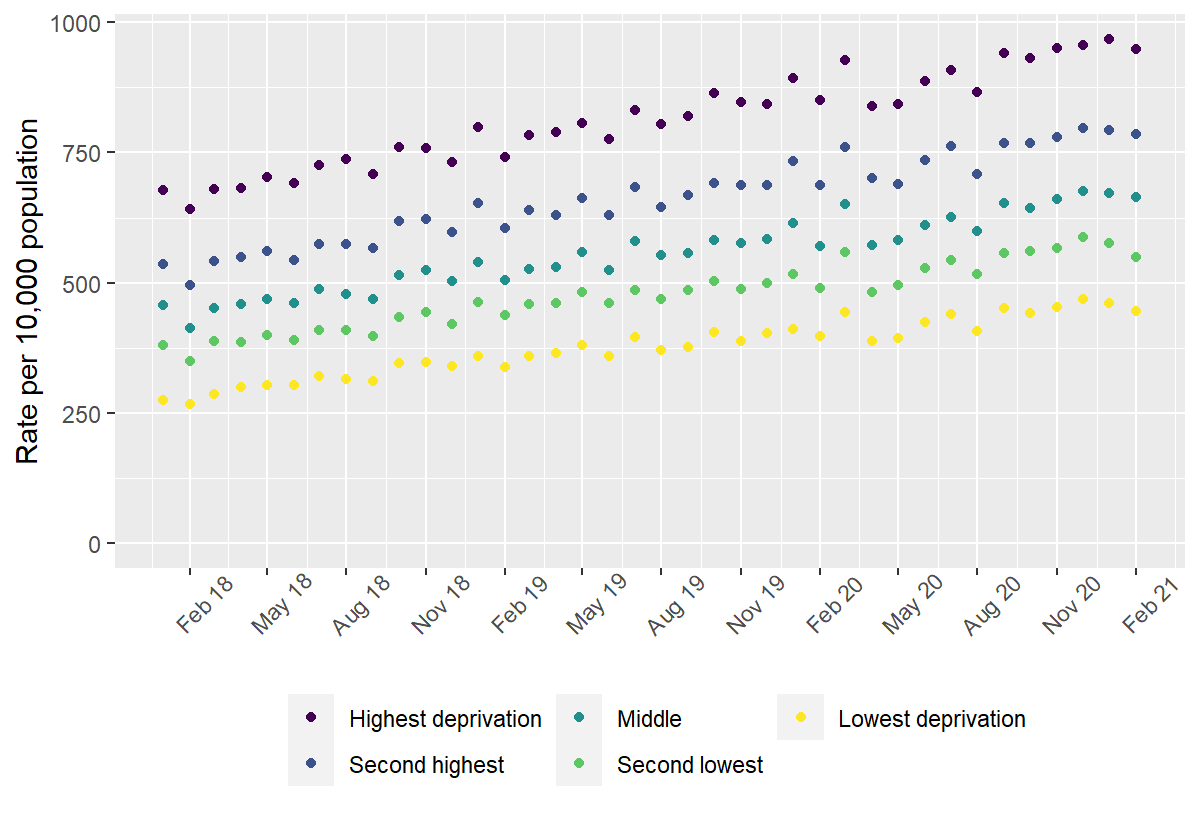 Rate per 10,000 population
1000
750
500
250
0
Feb 18
May 18
Aug 18
Nov 18
Feb 19
May 19
Aug 19
Nov 19
Feb 20
May 20
Aug 20
Nov 20
Feb 21
Highest deprivation
Middle
Lowest deprivation
Second highest
Second lowest